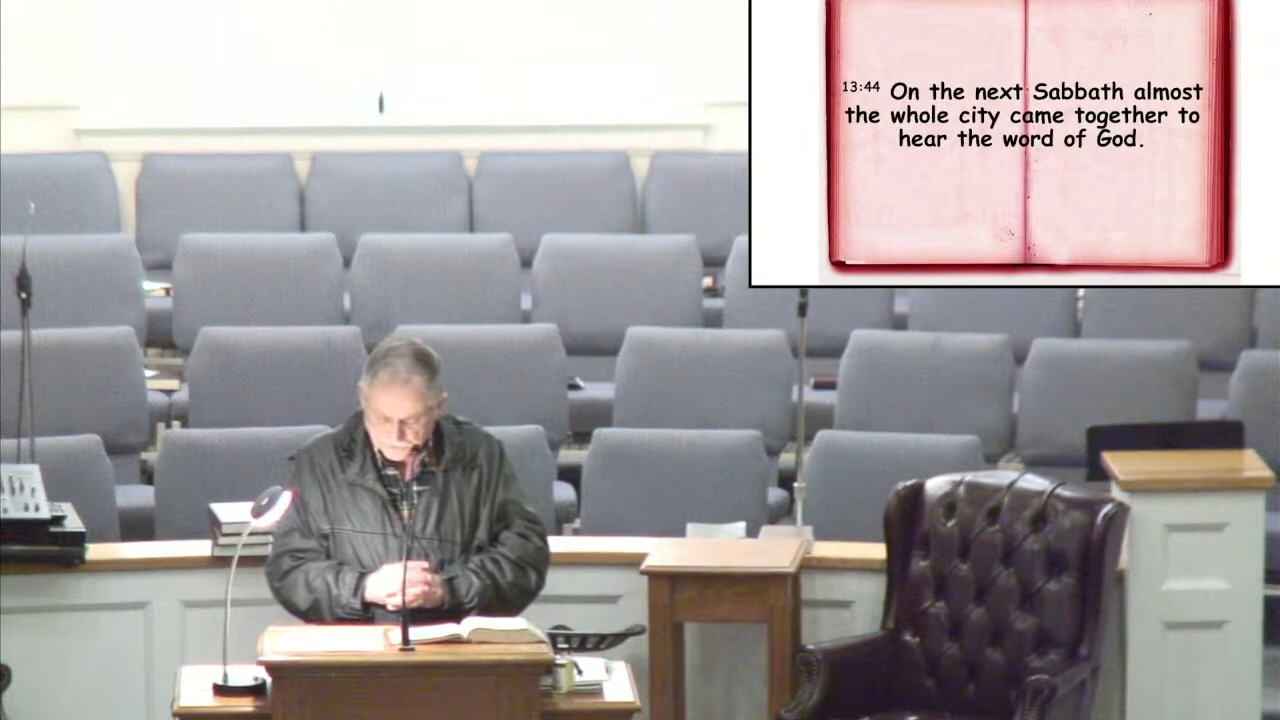 13:44 On the next Sabbath almost
the whole city came together to
hear the word of God.